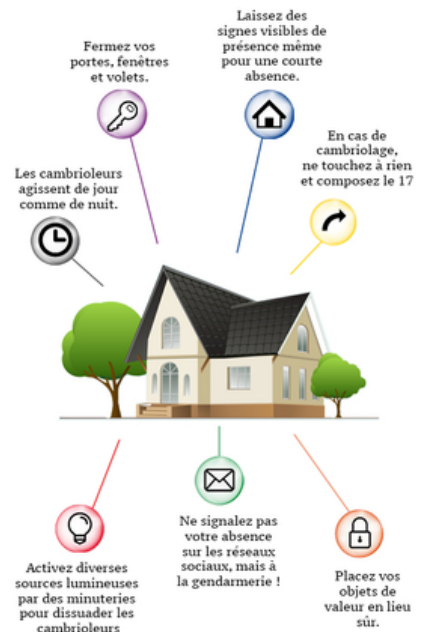 Fermez vos
portes, fenêtres
et volets.
Laissez des
signes visibles de
présence même
pour une courte
absence.
En cas de
cambriolage,
ne touchez à rien
et composez le 17
Les cambrioleurs
agissent de jour
comme de nuit.
Activez diverses
sources lumineuses
par des minuteries
pour dissuader les
cambrioleurs
Ne signalez pas
votre absence
sur les réseaux
sociaux, mais à
la gendarmerie !
Placez vos
objets de
valeur en lieu
sûr.